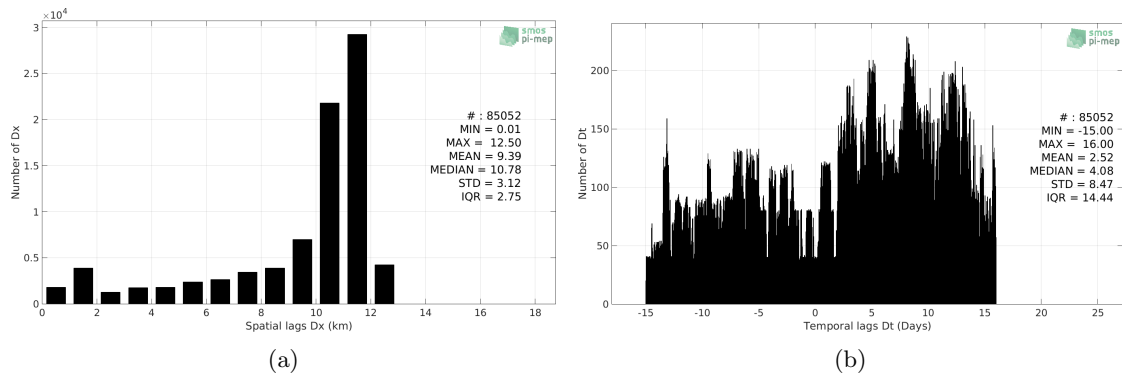 ×10⁴
3
2.5
2
1.5
1
0.5
0
Number of Dx
0 2 4 6 8 10 12 14 16 18
Spatial lags Dx (km)
smos
pi-mep
# : 85052
MIN = 0.01
MAX = 12.50
MEAN = 9.39
MEDIAN = 10.78
STD = 3.12
IQR = 2.75
(a)
200
150
100
50
0
Number of Dt
-15 -10 -5 0 5 10 15 20 25
Temporal lags Dt (Days)
smos
pi-mep
# : 85052
MIN = -15.00
MAX = 16.00
MEAN = 2.52
MEDIAN = 4.08
STD = 8.47
IQR = 14.44
(b)